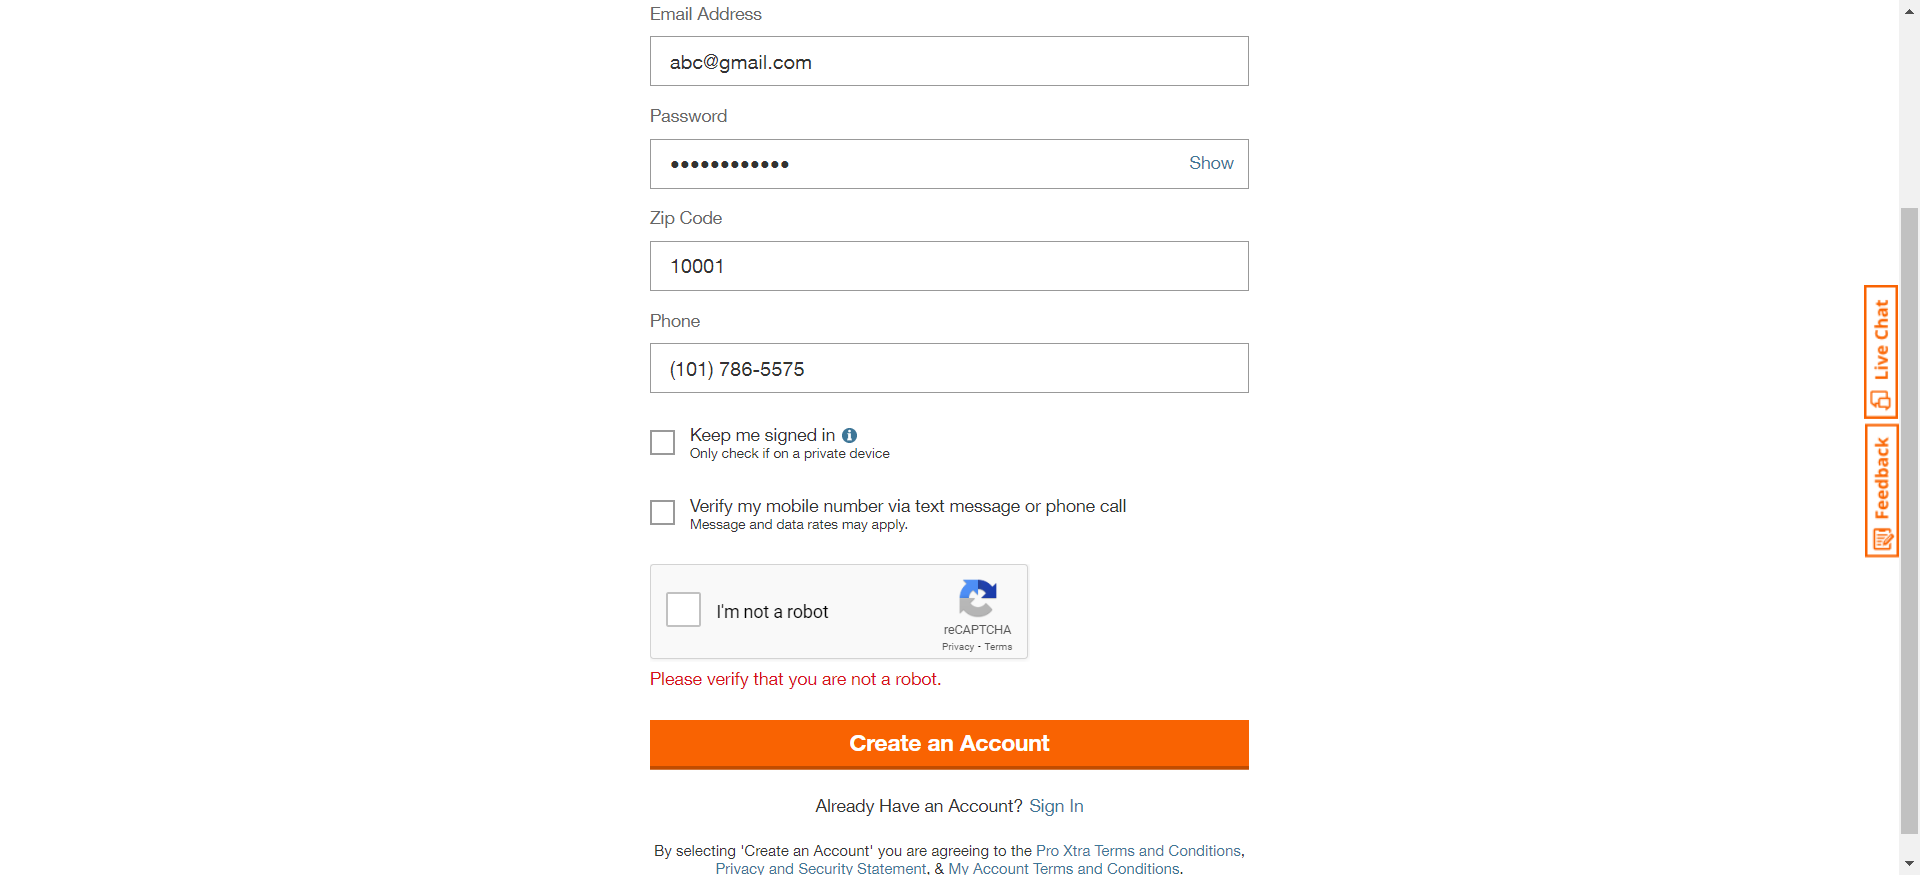 Email Address
abc@gmail.com
Password
••••••••••••
Show
Zip Code
10001
Phone
(101) 786-5575
Keep me signed in
Only check if on a private device
Verify my mobile number via text message or phone call
Message and data rates may apply.
I'm not a robot
reCAPTCHA
Privacy - Terms
Please verify that you are not a robot.
Create an Account
Already Have an Account? Sign In
By selecting 'Create an Account' you are agreeing to the Pro Xtra Terms and Conditions,
Privacy and Security Statement, & My Account Terms and Conditions.
Live Chat
Feedback